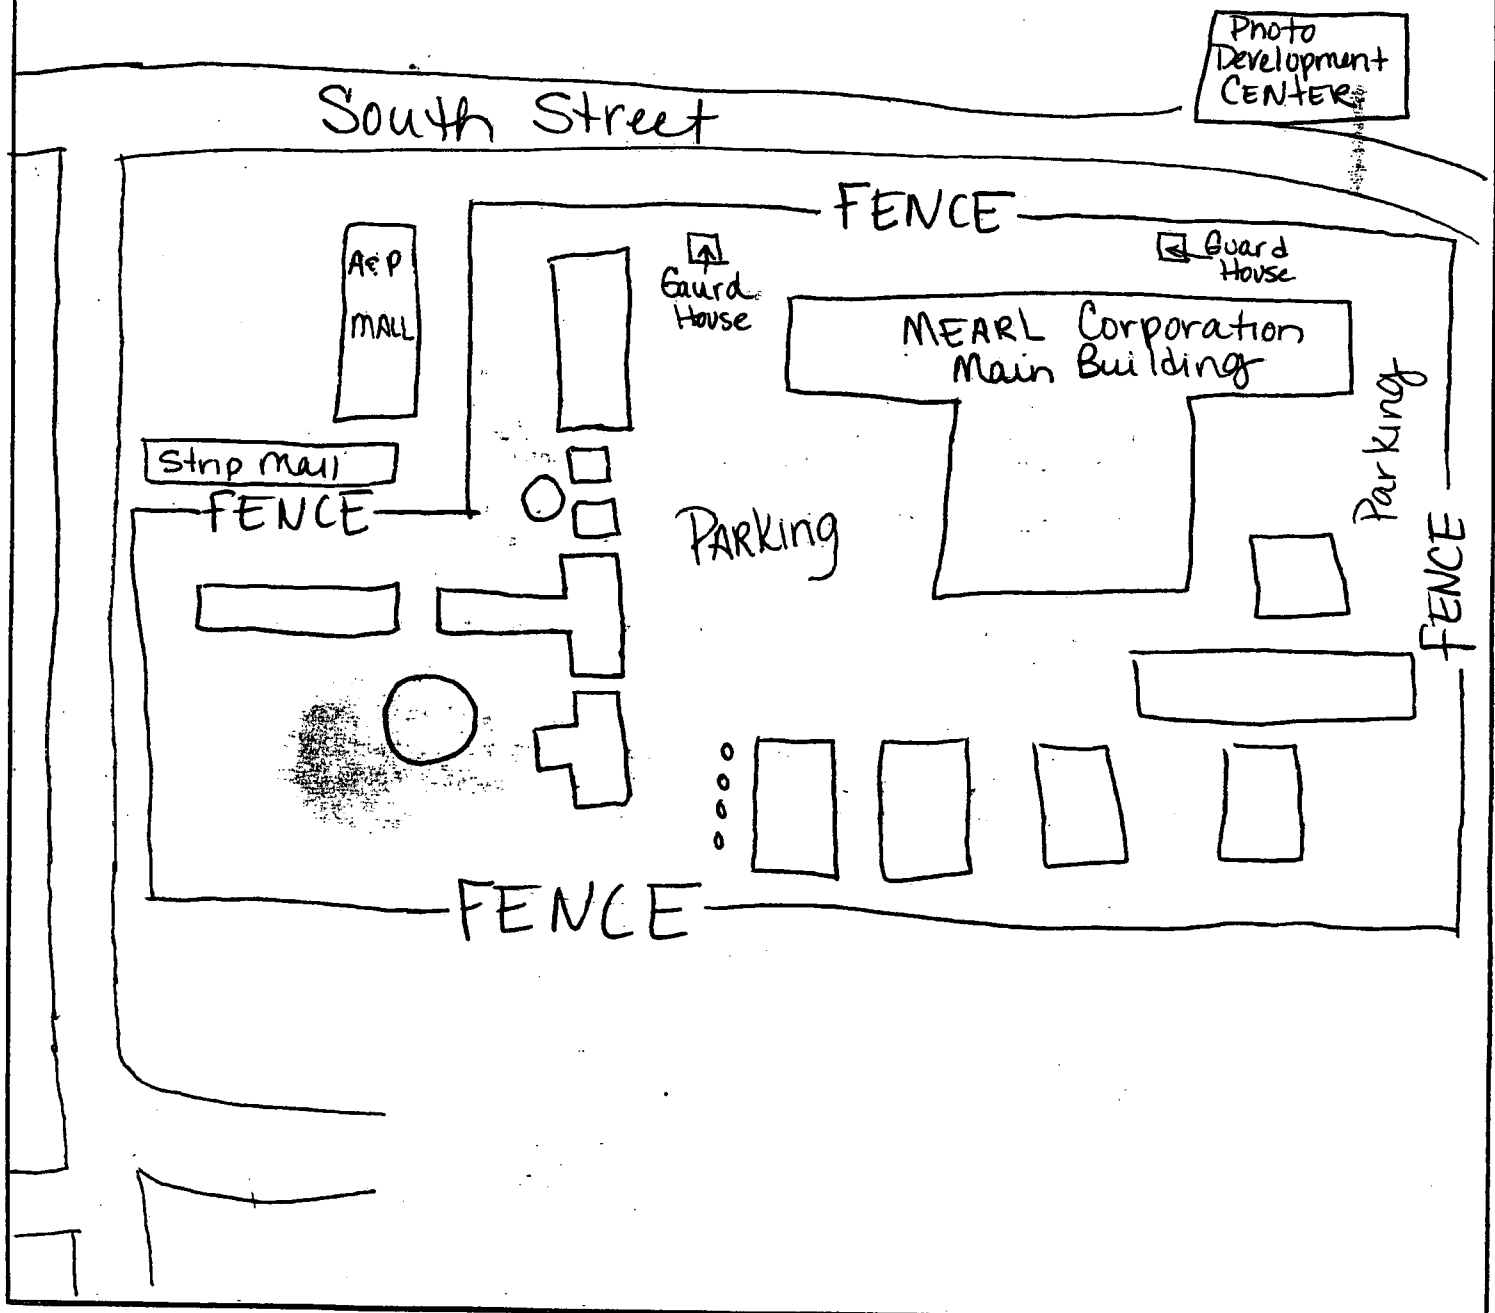 Photo
Development
CENTER
South Street
FENCE
A&P
MALL
Gaurd
House
Guard
House
MEARL Corporation
Main Building
Parking
Strip Mall
FENCE
PARKing
FENCE
FENCE